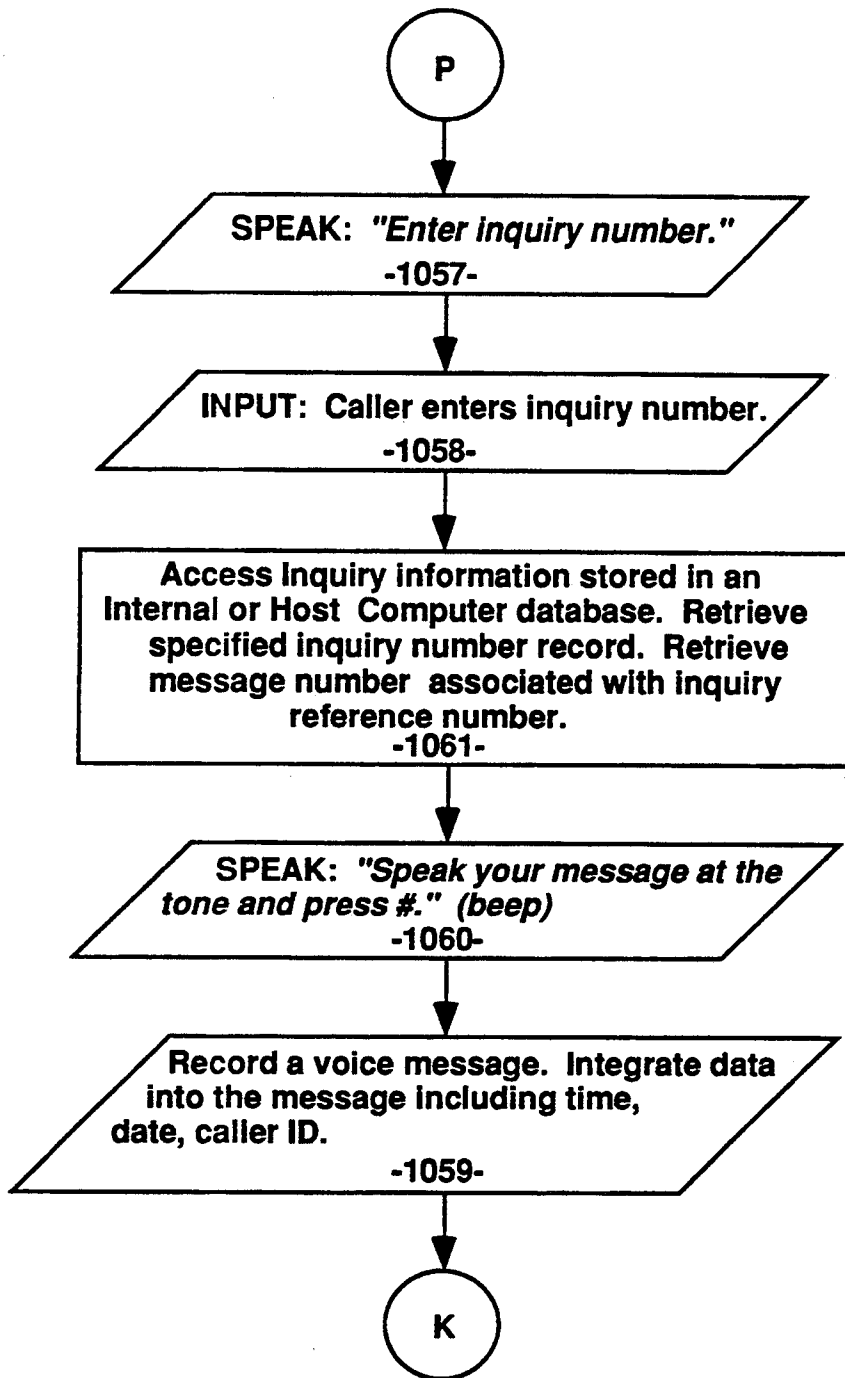 P
SPEAK: "Enter inquiry number."
-1057-
INPUT: Caller enters inquiry number.
-1058-
Access Inquiry information stored in an
Internal or Host Computer database. Retrieve
specified inquiry number record. Retrieve
message number associated with inquiry
reference number.
-1061-
SPEAK: "Speak your message at the
tone and press #." (beep)
-1060-
Record a voice message. Integrate data
into the message including time,
date, caller ID.
-1059-
K